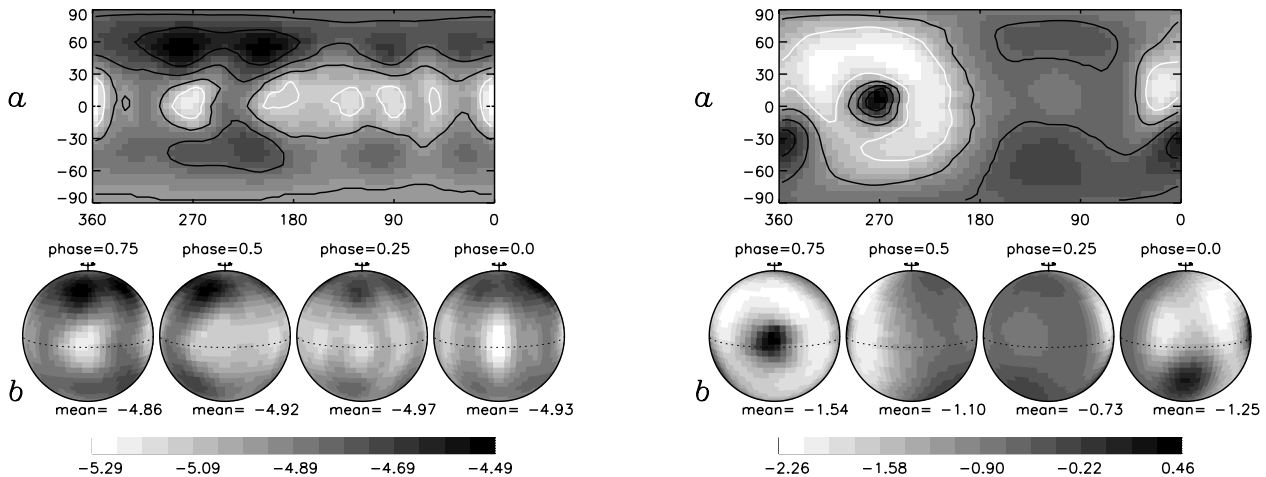 90
60
30
0
−30
−60
−90
a
360 270 180 90 0
phase=0.75 phase=0.5 phase=0.25 phase=0.0
b
mean= −4.86 mean= −4.92 mean= −4.97 mean= −4.93
−5.29 −5.09 −4.89 −4.69 −4.49
90
60
30
0
−30
−60
−90
a
360 270 180 90 0
phase=0.75 phase=0.5 phase=0.25 phase=0.0
b
mean= −1.54 mean= −1.10 mean= −0.73 mean= −1.25
−2.26 −1.58 −0.90 −0.22 0.46